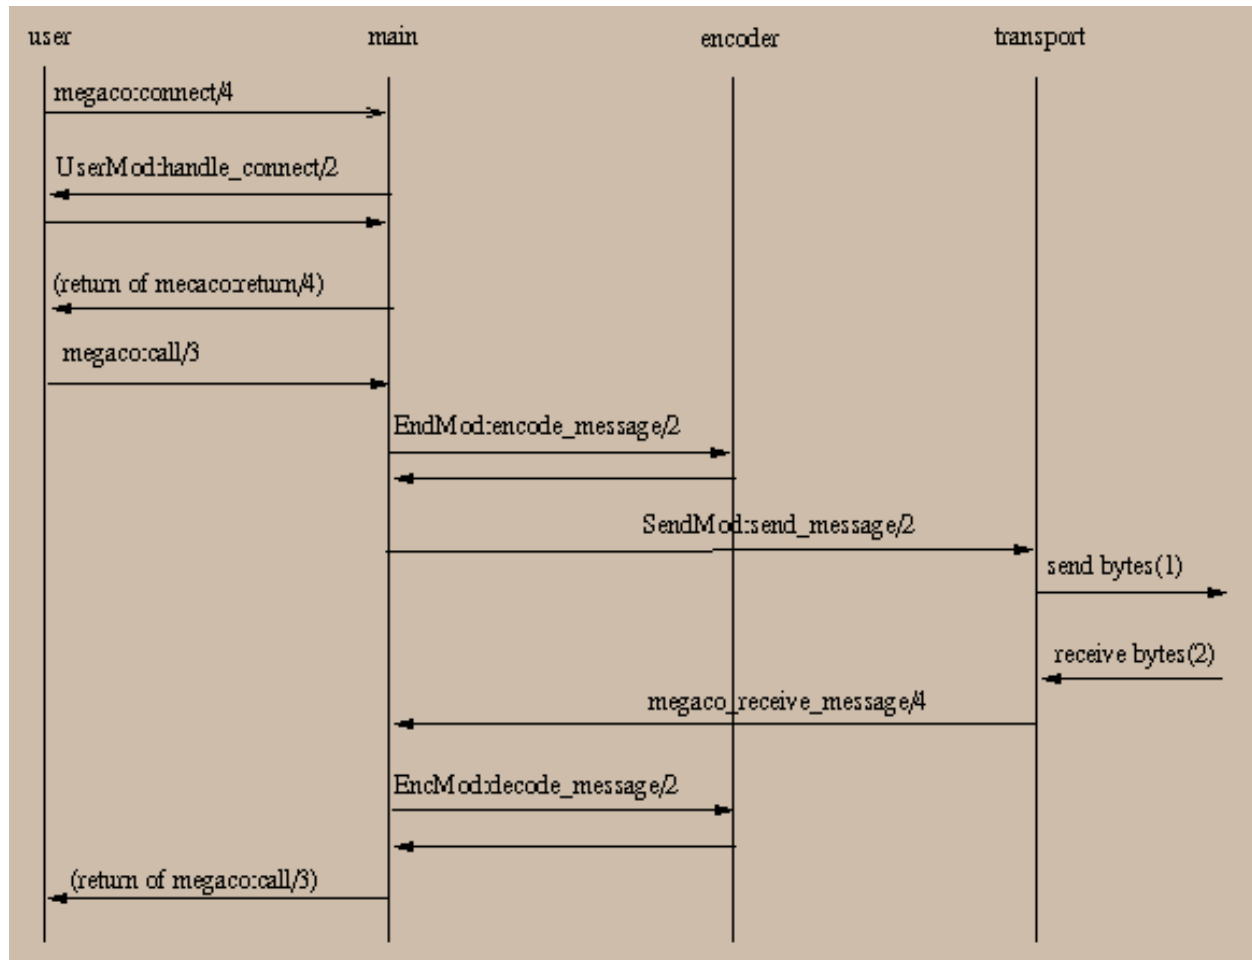 user main encoder transport
megaco:connect/4
UserMod:handle_connect/2
(return of mecaco:return/4)
megaco:call/3
EndMod:encode_message/2
SendMod:send_message/2
send bytes(1)
receive bytes(2)
megaco_receive_message/4
EncMod:decode_message/2
(return of megaco:call/3)